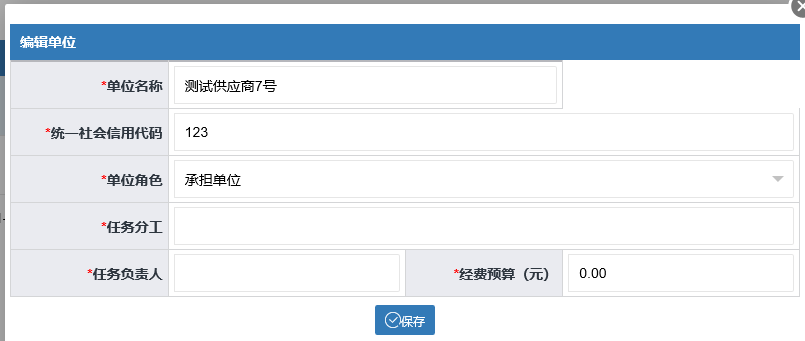 编辑单位
*单位名称 测试供应商7号
*统一社会信用代码 123
*单位角色 承担单位
*任务分工
*任务负责人 *经费预算（元） 0.00
保存